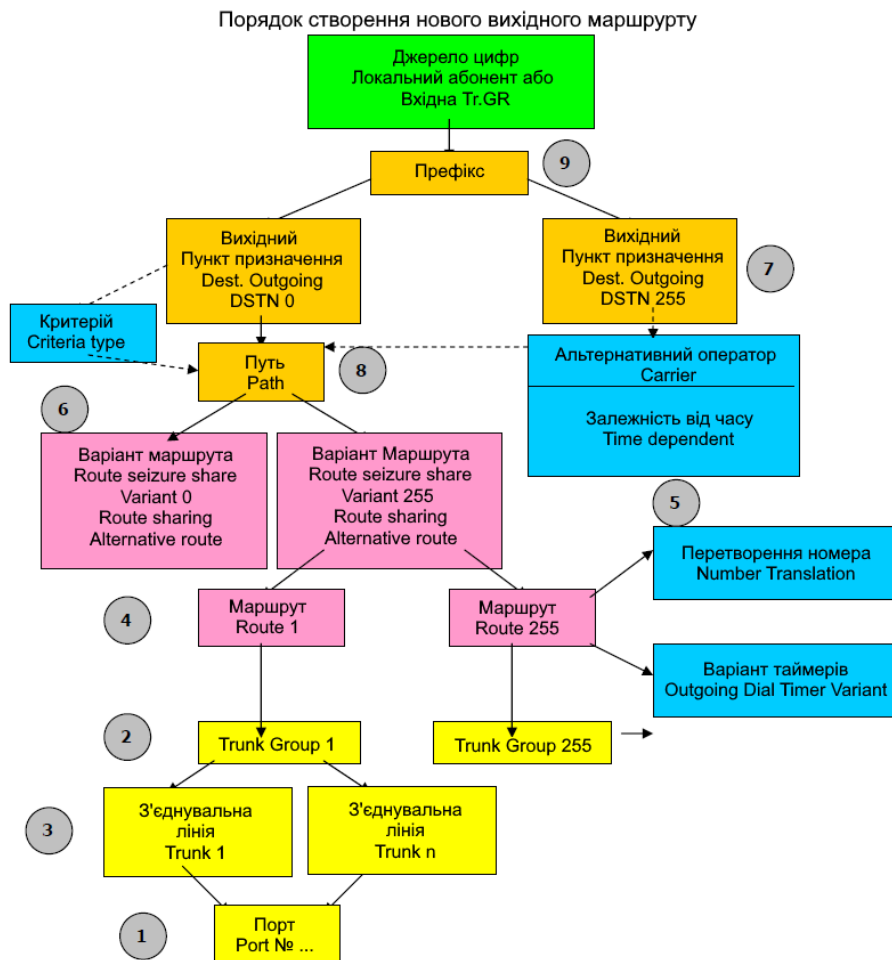 Порядок створення нового вихідного маршрурту
Джерело цифр
Локальний абонент або
Вхідна Tr.GR
Префікс
9
Вихідний
Пункт призначення
Dest. Outgoing
DSTN 0
Вихідний
Пункт призначення
Dest. Outgoing
DSTN 255
7
Критерій
Criteria type
Путь
Path
8
Альтернативний оператор
Carrier
Залежність від часу
Time dependent
6
Варіант маршрута
Route seizure share
Variant 0
Route sharing
Alternative route
Варіант Маршрута
Route seizure share
Variant 255
Route sharing
Alternative route
5
Перетворення номера
Number Translation
4
Маршрут
Route 1
Маршрут
Route 255
Варіант таймерів
Outgoing Dial Timer Variant
2
Trunk Group 1
Trunk Group 255
3
З'єднувальна
лінія
Trunk 1
З'єднувальна
лінія
Trunk n
1
Порт
Port № ...